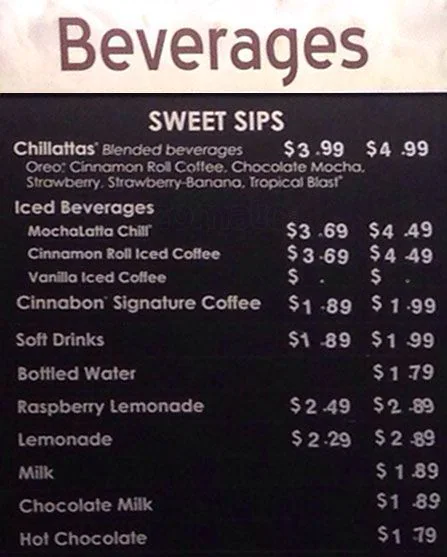 Beverages
SWEET SIPS
Chillattas® Blended beverages $3.99 $4.99
Oreo®, Cinnamon Roll Coffee, Chocolate Mocha,
Strawberry, Strawberry-Banana, Tropical Blast®
Iced Beverages
MochaLatta Chill® $3.69 $4.49
Cinnamon Roll Iced Coffee $3.69 $4.49
Vanilla Iced Coffee $ . $ .
Cinnabon® Signature Coffee $1.89 $1.99
Soft Drinks $1.89 $1.99
Bottled Water $1.79
Raspberry Lemonade $2.49 $2.89
Lemonade $2.29 $2.89
Milk $1.89
Chocolate Milk $1.89
Hot Chocolate $1.79